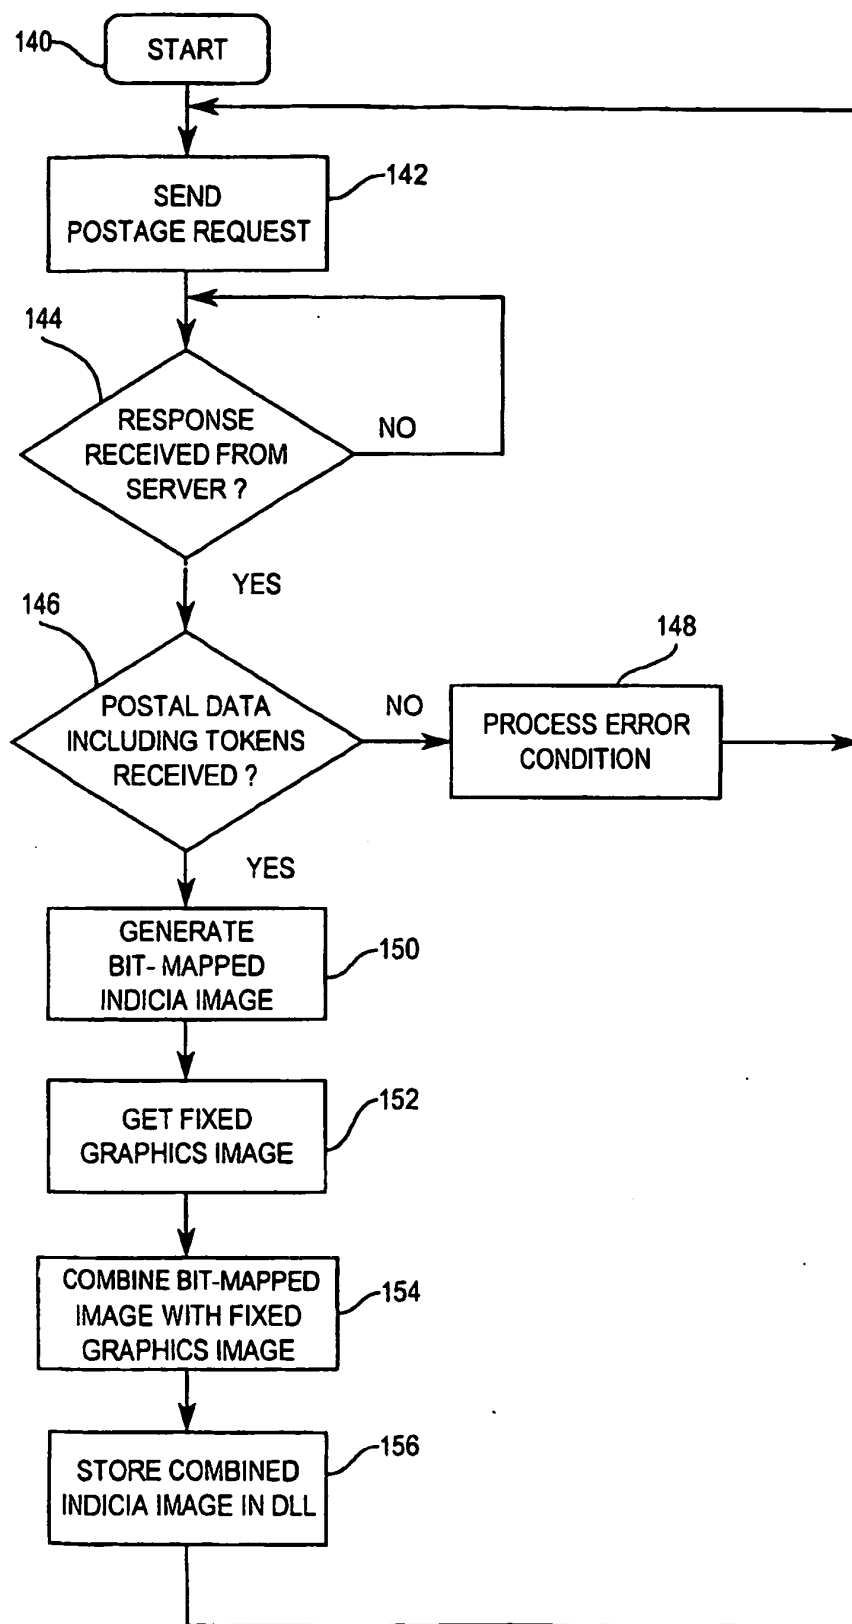 140
START
142
SEND
POSTAGE REQUEST
144
RESPONSE
RECEIVED FROM
SERVER ?
NO
YES
146
POSTAL DATA
INCLUDING TOKENS
RECEIVED ?
NO
148
PROCESS ERROR
CONDITION
YES
GENERATE
BIT- MAPPED
INDICIA IMAGE
150
GET FIXED
GRAPHICS IMAGE
152
COMBINE BIT-MAPPED
IMAGE WITH FIXED
GRAPHICS IMAGE
154
STORE COMBINED
INDICIA IMAGE IN DLL
156